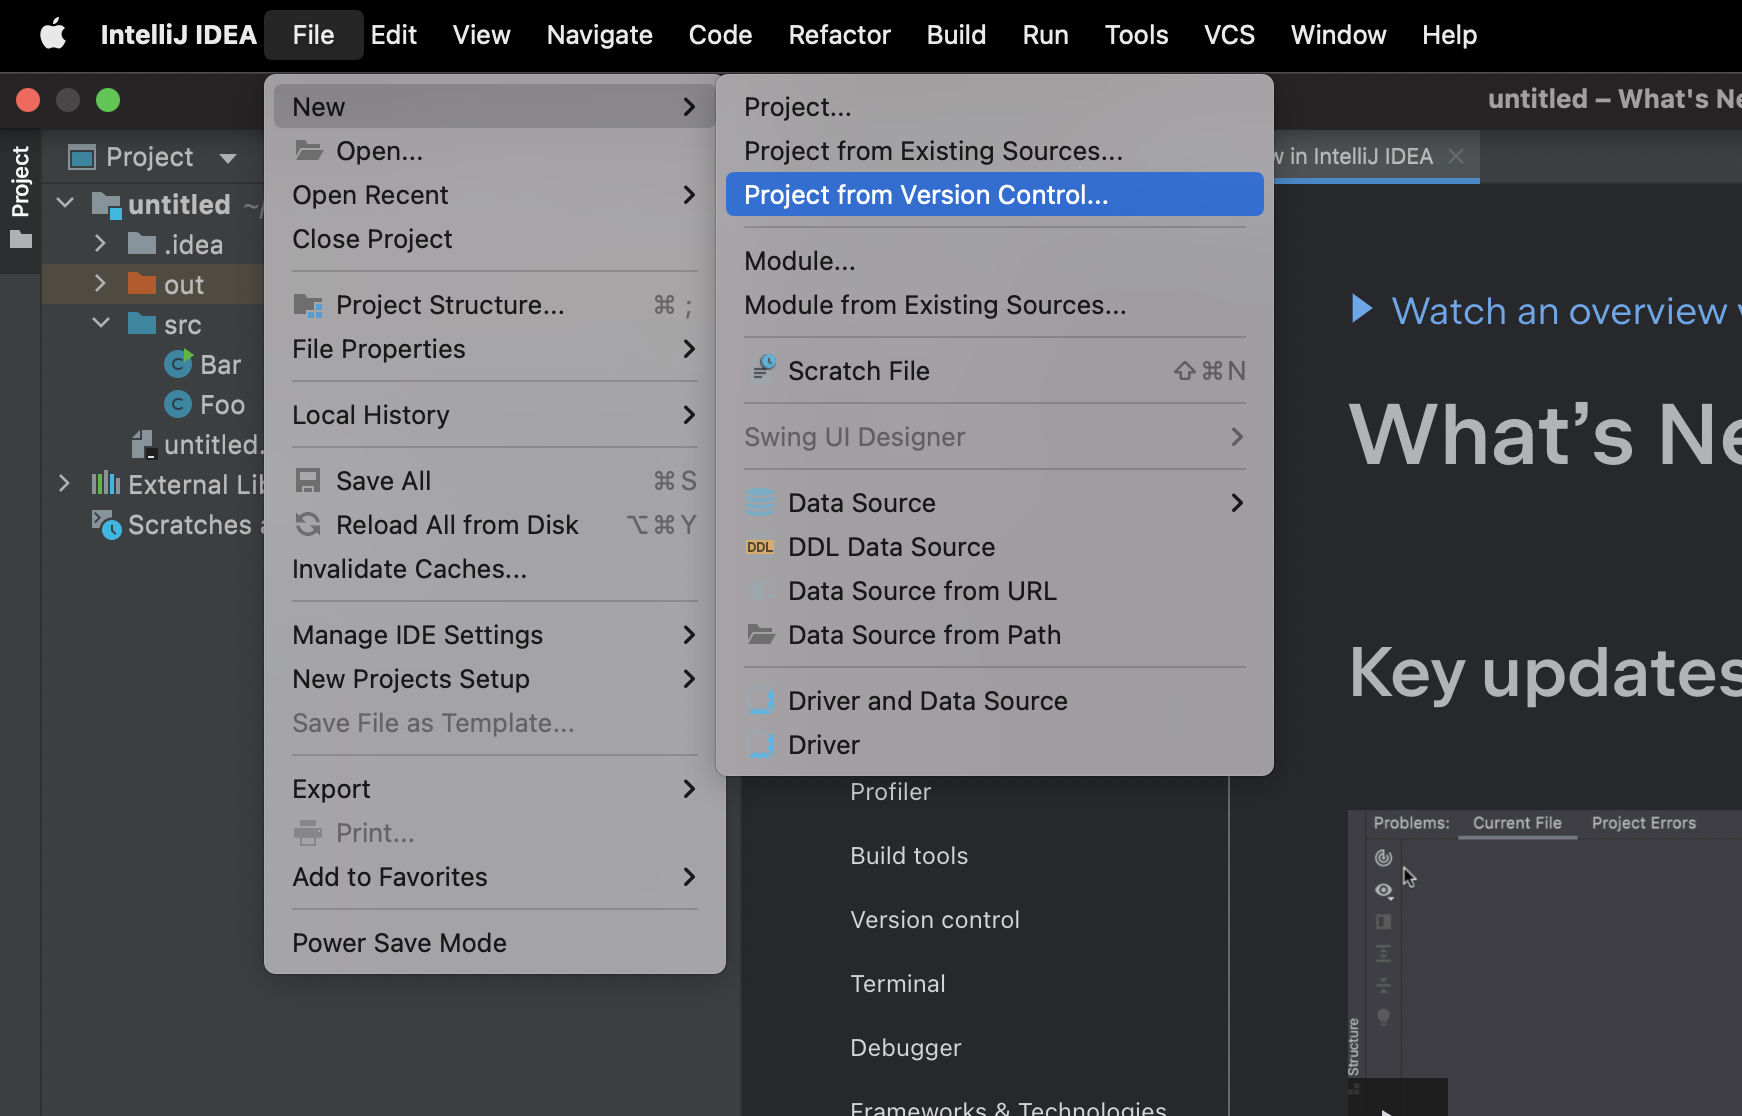 IntelliJ IDEA File Edit View Navigate Code Refactor Build Run Tools VCS Window Help
untitled – What's Ne
Project
Project
untitled ~/
.idea
out
src
Bar
Foo
untitled.
External Lib
Scratches a
New
Open...
Open Recent
Close Project
Project Structure... ⌘ ;
File Properties
Local History
Save All ⌘ S
Reload All from Disk ⌥ ⌘ Y
Invalidate Caches...
Manage IDE Settings
New Projects Setup
Save File as Template...
Export
Print...
Add to Favorites
Power Save Mode
Project...
Project from Existing Sources...
Project from Version Control...
Module...
Module from Existing Sources...
Scratch File ⇧ ⌘ N
Swing UI Designer
Data Source
DDL DDL Data Source
Data Source from URL
Data Source from Path
Driver and Data Source
Driver
w in IntelliJ IDEA
Profiler
Build tools
Version control
Terminal
Debugger
Frameworks & Technologies
Watch an overview
What's Ne
Key updates
Problems: Current File Project Errors
Structure